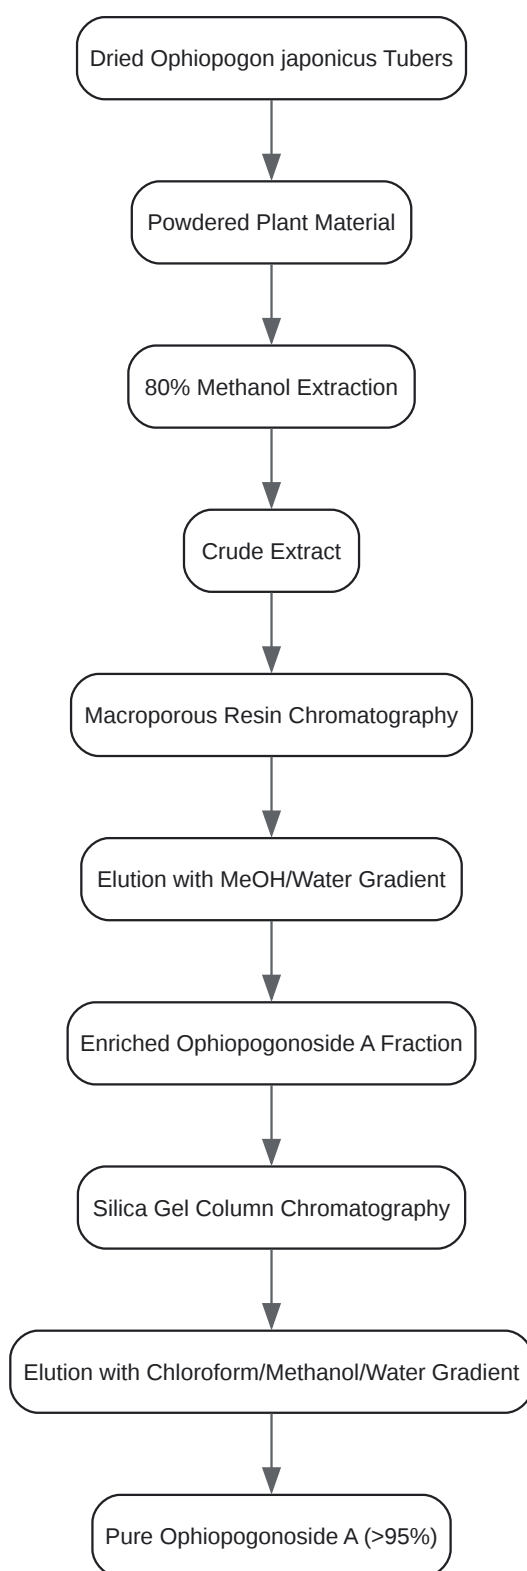 Dried Ophiopogon japonicus Tubers
Powdered Plant Material
80% Methanol Extraction
Crude Extract
Macroporous Resin Chromatography
Elution with MeOH/Water Gradient
Enriched Ophiopogonoside A Fraction
Silica Gel Column Chromatography
Elution with Chloroform/Methanol/Water Gradient
Pure Ophiopogonoside A (>95%)